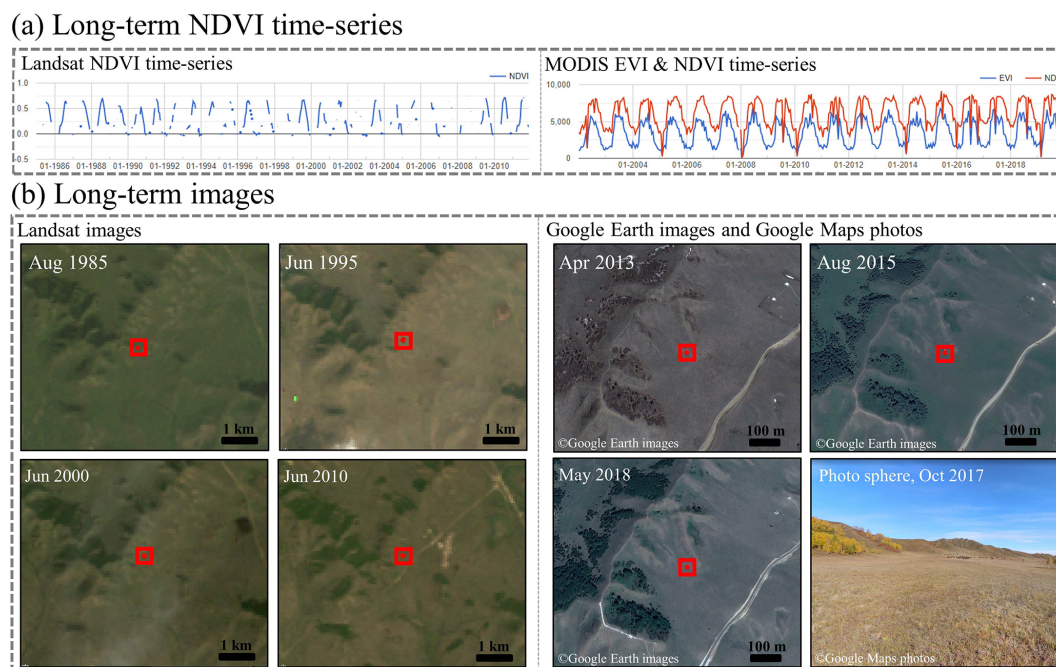 (a) Long-term NDVI time-series
Landsat NDVI time-series
NDVI
1.0
0.5
0.0
-0.5
01-1986 01-1988 01-1990 01-1992 01-1994 01-1996 01-1998 01-2000 01-2002 01-2004 01-2006 01-2008 01-2010
MODIS EVI & NDVI time-series
EVI ND
10,000
5,000
0
01-2004 01-2006 01-2008 01-2010 01-2012 01-2014 01-2016 01-2018
(b) Long-term images
Landsat images
Aug 1985
1 km
Jun 1995
1 km
Jun 2000
1 km
Jun 2010
1 km
Google Earth images and Google Maps photos
Apr 2013
100 m
©Google Earth images
Aug 2015
100 m
©Google Earth images
May 2018
100 m
©Google Earth images
Photo sphere, Oct 2017
©Google Maps photos